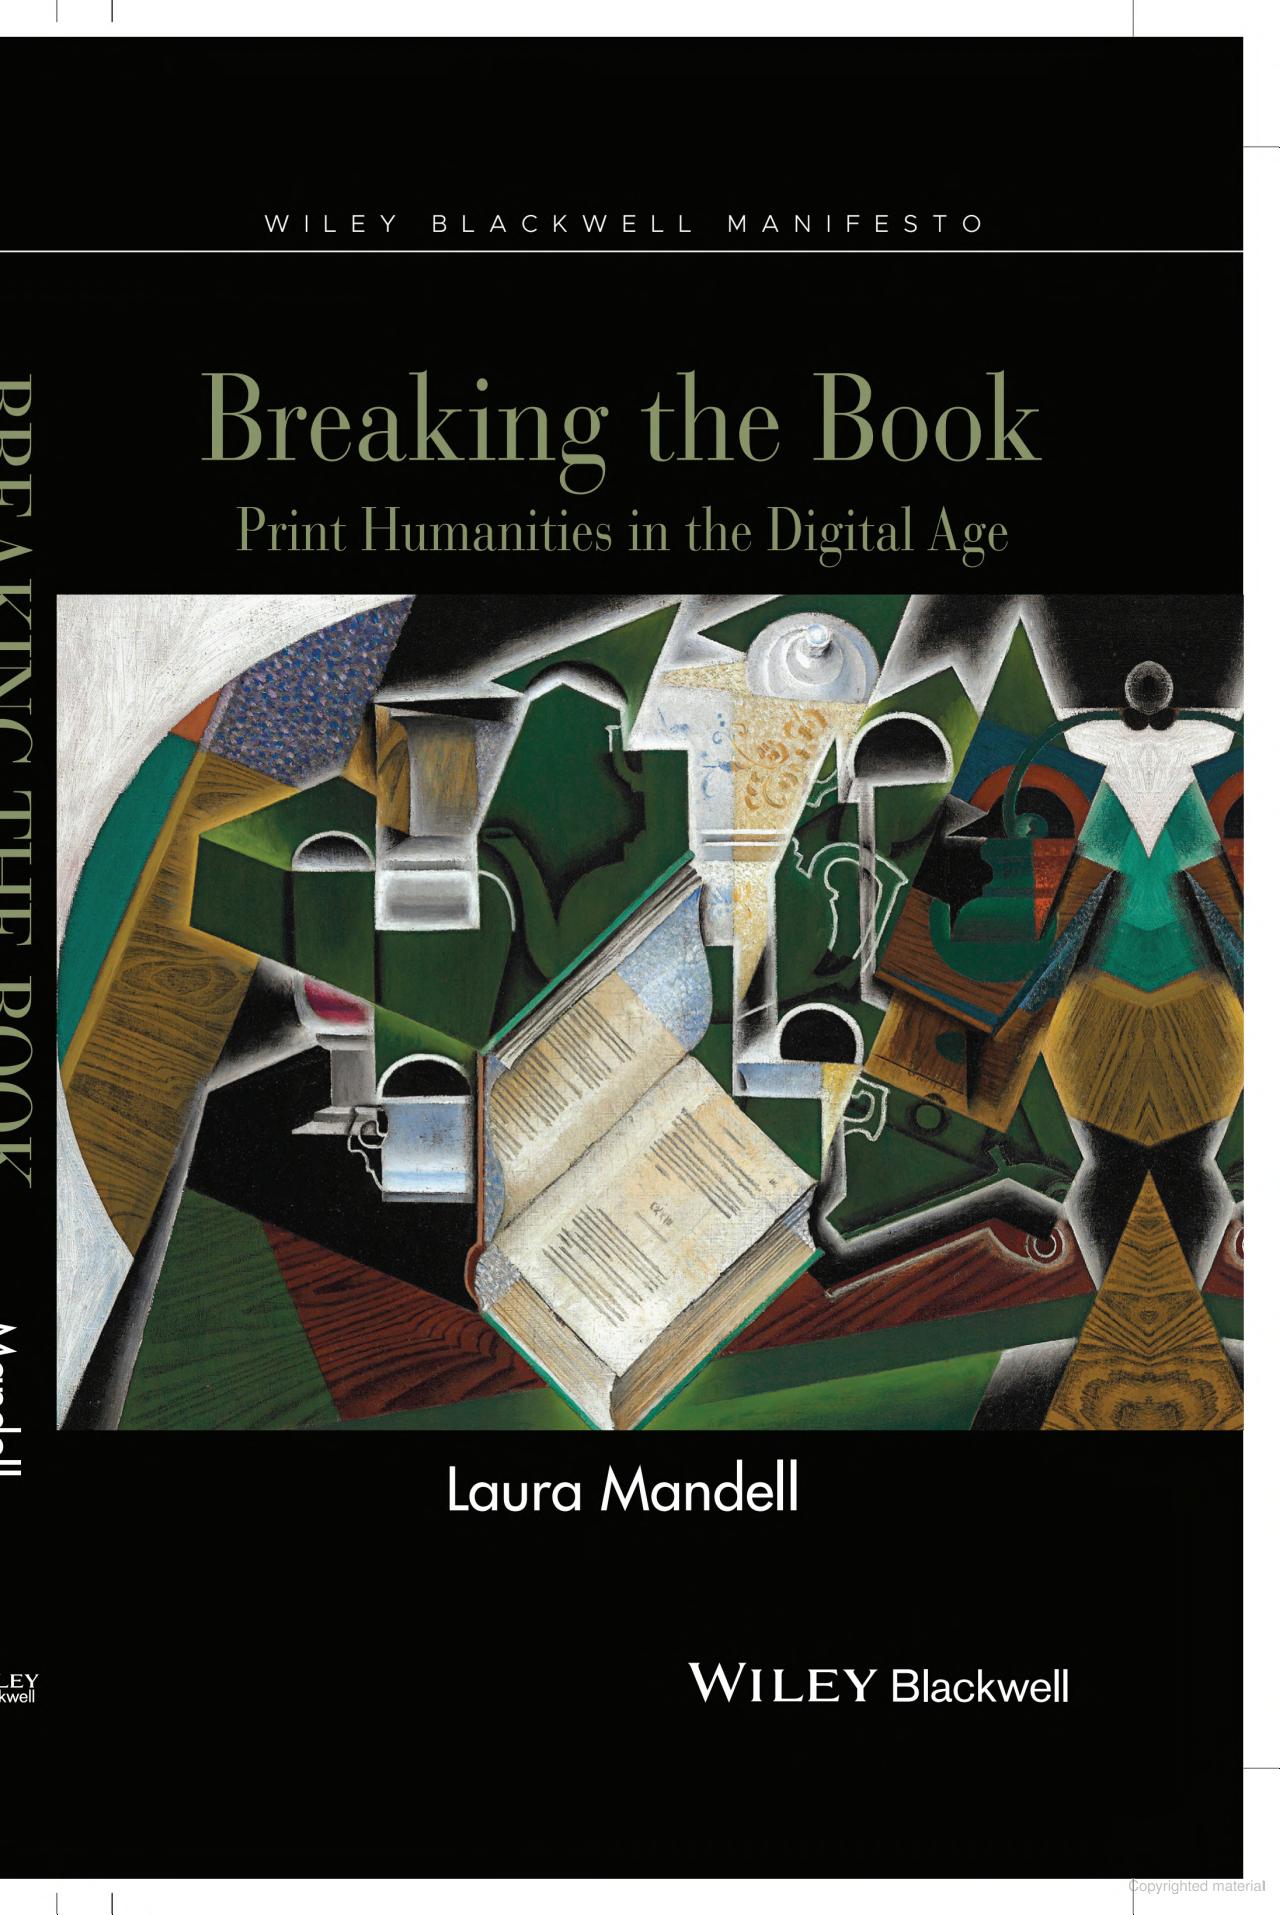 WILEY BLACKWELL MANIFESTO
Breaking the Book
Print Humanities in the Digital Age
Laura Mandell
WILEY Blackwell
BREAKING THE BOOK
Mandell
Copyrighted material